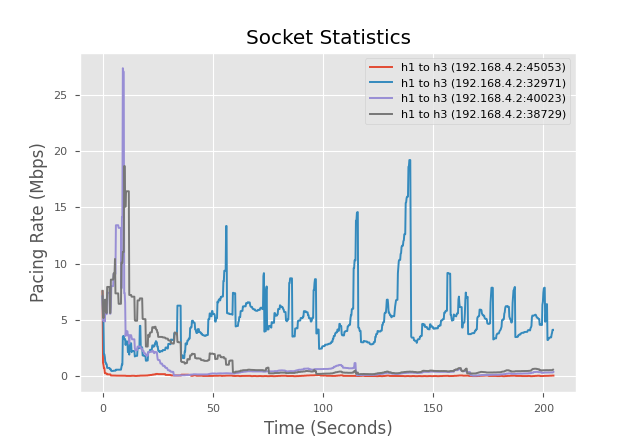 Socket Statistics
h1 to h3 (192.168.4.2:45053)
h1 to h3 (192.168.4.2:32971)
h1 to h3 (192.168.4.2:40023)
h1 to h3 (192.168.4.2:38729)
Pacing Rate (Mbps)
25
20
15
10
5
0
0
50
100
150
200
Time (Seconds)